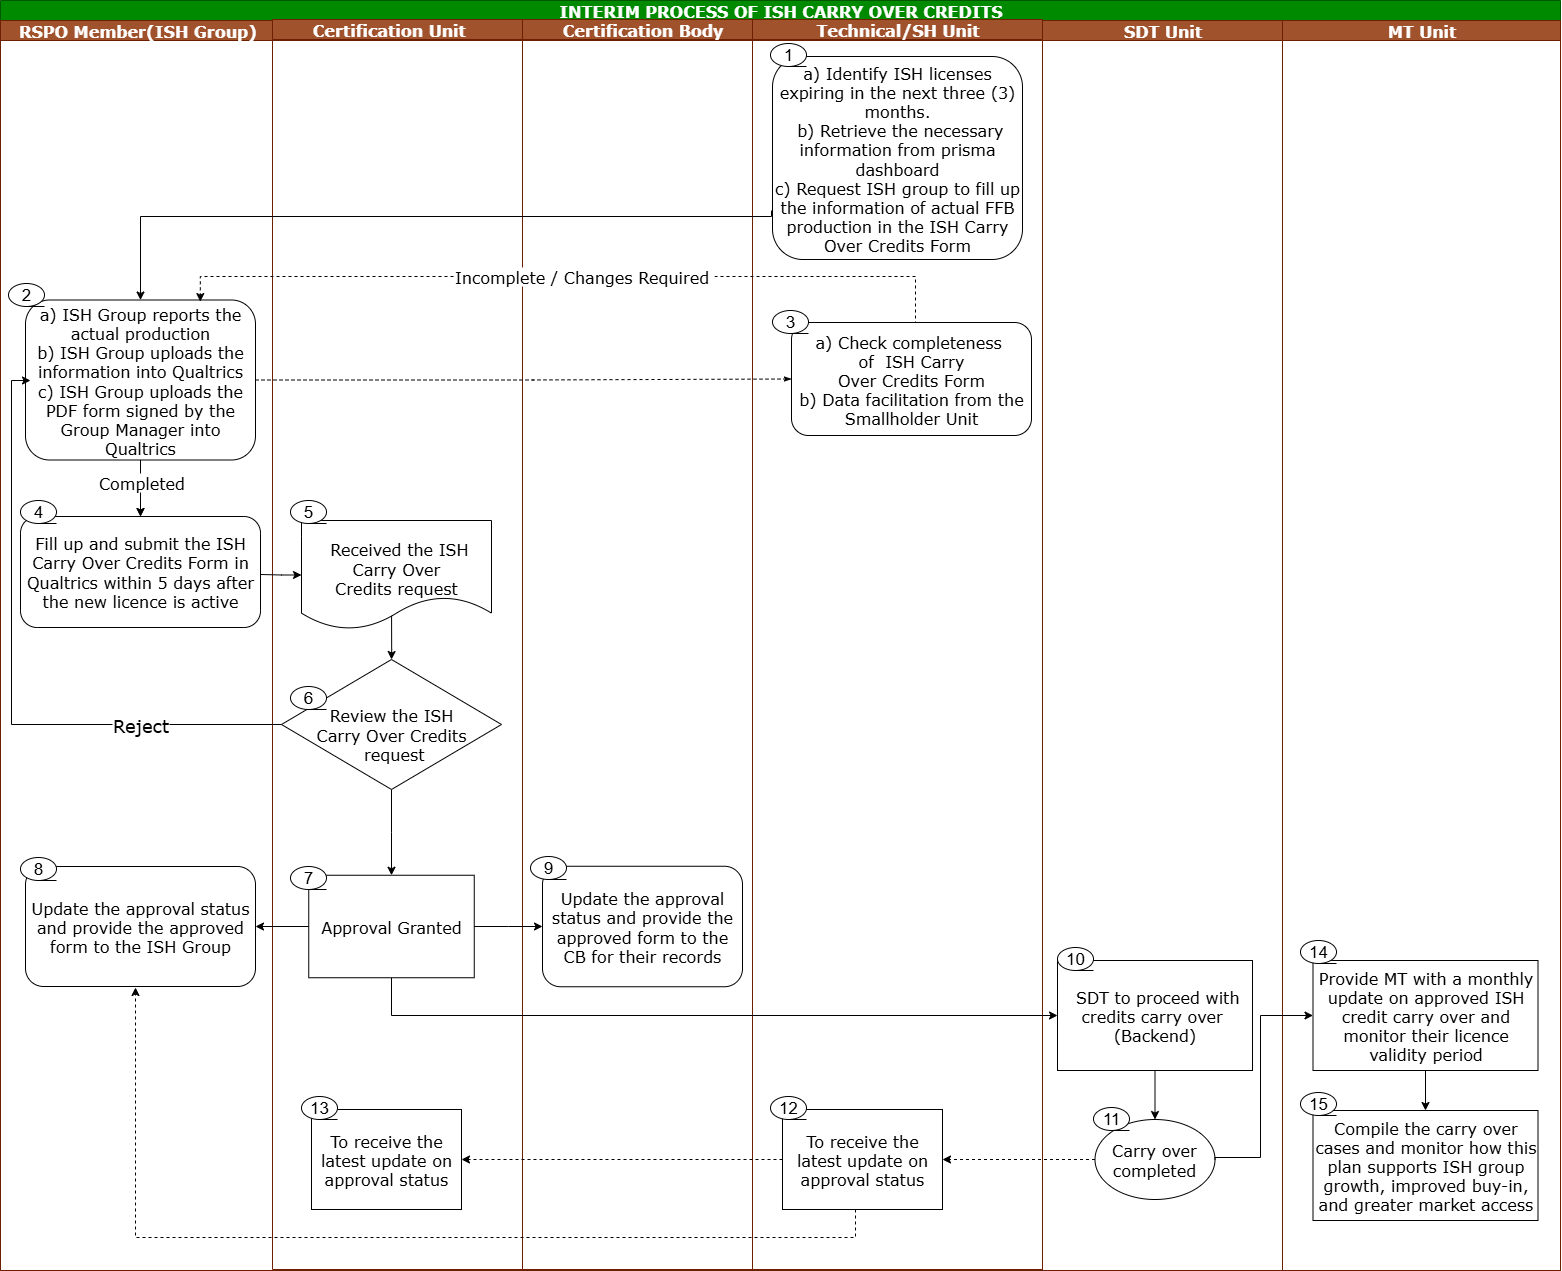 INTERIM PROCESS OF ISH CARRY OVER CREDITS
RSPO Member(ISH Group)
Certification Unit
Certification Body
Technical/SH Unit
SDT Unit
MT Unit
1
a) Identify ISH licenses
expiring in the next three (3)
months.
b) Retrieve the necessary
information from prisma
dashboard
c) Request ISH group to fill up
the information of actual FFB
production in the ISH Carry
Over Credits Form
Incomplete / Changes Required
2
a) ISH Group reports the
actual production
b) ISH Group uploads the
information into Qualtrics
c) ISH Group uploads the
PDF form signed by the
Group Manager into
Qualtrics
3
a) Check completeness
of  ISH Carry
Over Credits Form
b) Data facilitation from the
Smallholder Unit
Completed
4
Fill up and submit the ISH
Carry Over Credits Form in
Qualtrics within 5 days after
the new licence is active
5
Received the ISH
Carry Over
Credits request
6
Review the ISH
Carry Over Credits
request
Reject
7
Approval Granted
8
Update the approval status
and provide the approved
form to the ISH Group
9
Update the approval
status and provide the
approved form to the
CB for their records
10
SDT to proceed with
credits carry over
(Backend)
11
Carry over
completed
12
To receive the
latest update on
approval status
13
To receive the
latest update on
approval status
14
Provide MT with a monthly
update on approved ISH
credit carry over and
monitor their licence
validity period
15
Compile the carry over
cases and monitor how this
plan supports ISH group
growth, improved buy-in,
and greater market access